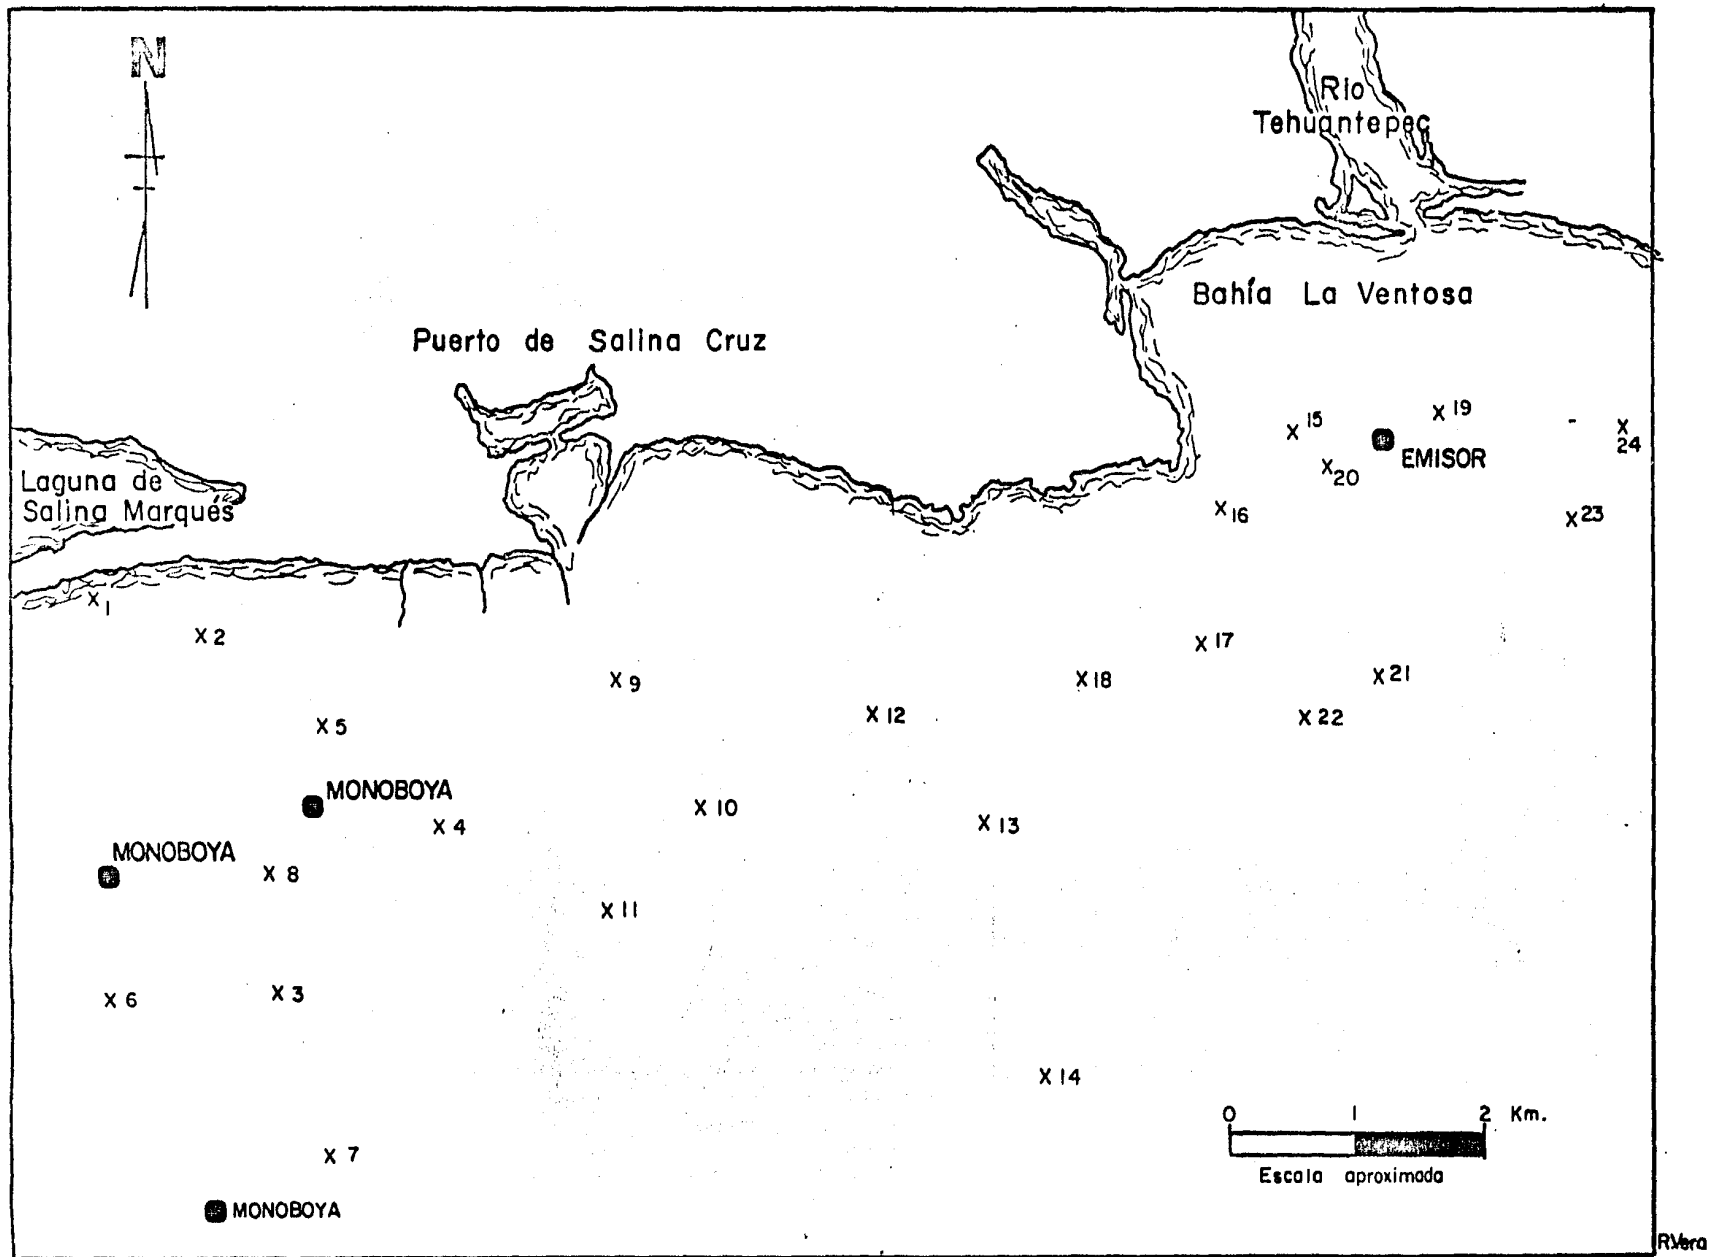 N
Rio
Tehuantepec
Bahía La Ventosa
Puerto de Salina Cruz
Laguna de
Salina Marqués
X 19
X 15
X 24
EMISOR
X 20
X 16
X 23
X 1
X 2
X 17
X 9
X 18
X 21
X 12
X 22
X 5
MONOBOYA
X 10
X 4
X 13
MONOBOYA
X 8
X 11
X 6
X 3
X 14
0 1 2 Km.
Escala aproximada
X 7
MONOBOYA
R.Vera